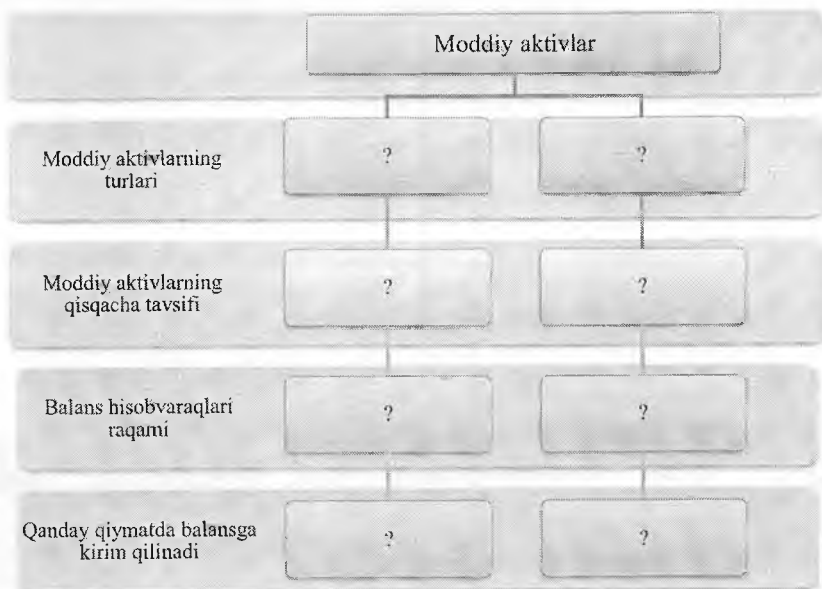 Moddiy aktivlar
Moddiy aktivlarning
turlari
?
?
Moddiy aktivlarning
qisqacha tavsifi
?
?
Balans hisobvaraqlari
raqami
?
?
Qanday qiymatda balansga
kirim qilinadi
?
?